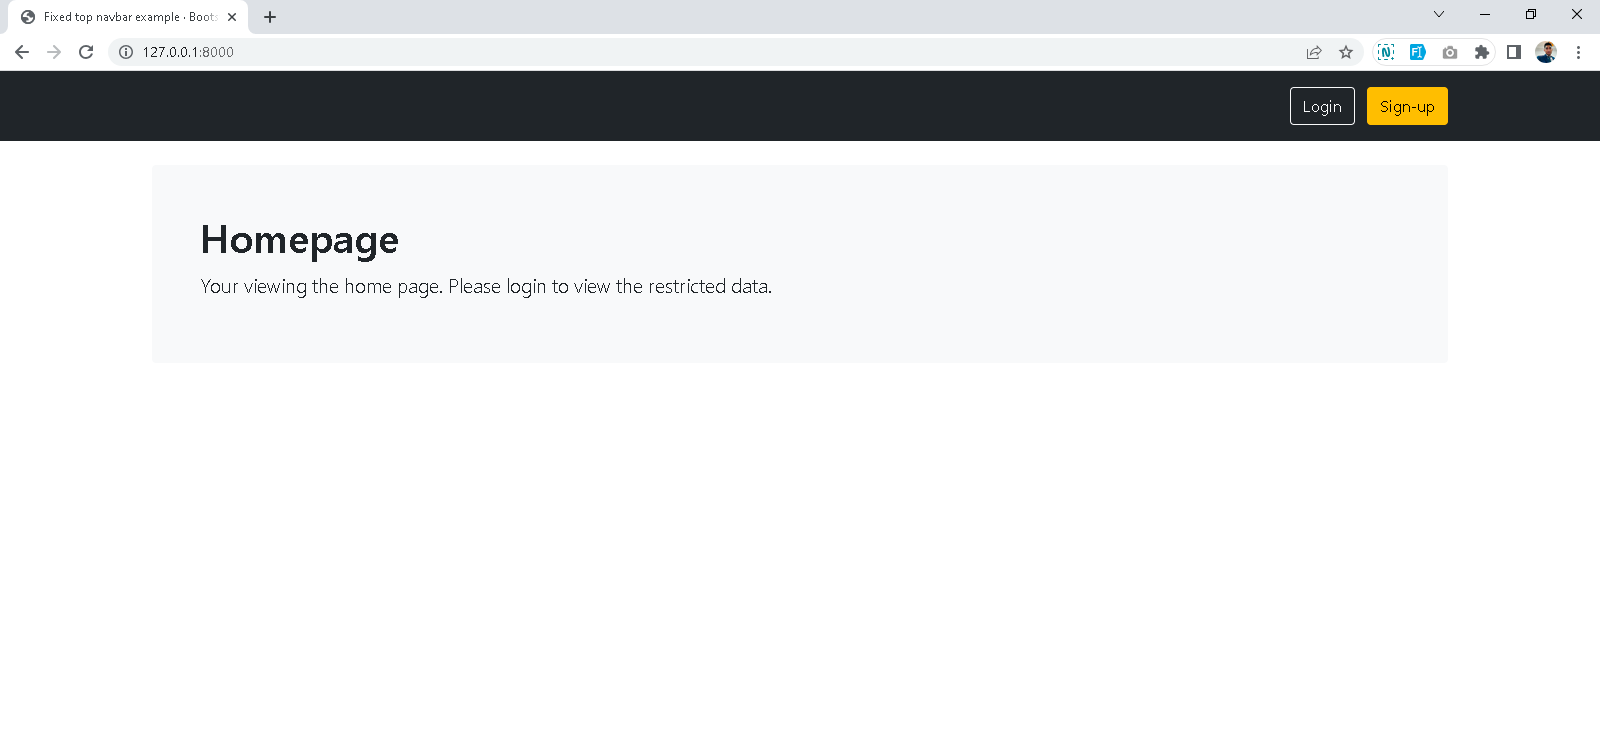 Fixed top navbar example · Boots
127.0.0.1:8000
Login
Sign-up
Homepage
Your viewing the home page. Please login to view the restricted data.